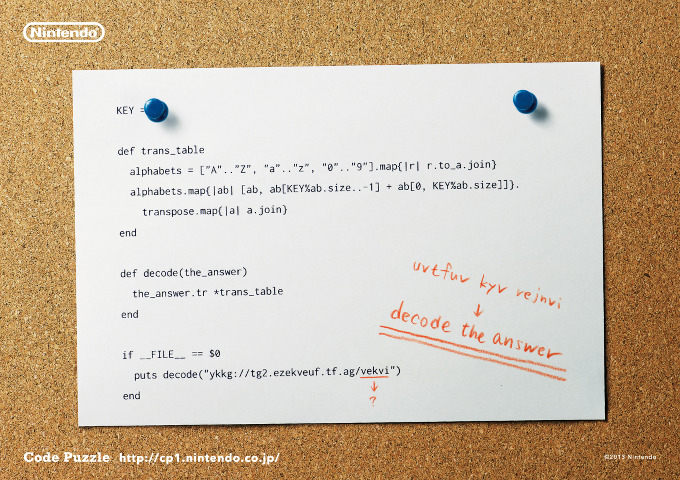 Nintendo
KEY =
def trans_table
alphabets = ["A".."Z", "a".."z", "0".."9"].map{|r| r.to_a.join}
alphabets.map{|ab| [ab, ab[KEY%ab.size..-1] + ab[0, KEY%ab.size]]}.
transpose.map{|a| a.join}
end
def decode(the_answer)
the_answer.tr *trans_table
end
if __FILE__ == $0
puts decode("ykkg://tg2.ezekveuf.tf.ag/vekvi")
end
uvtfuv kyv rejnvi
↓
decode the answer
↓
?
Code Puzzle http://cp1.nintendo.co.jp/
©2013 Nintendo